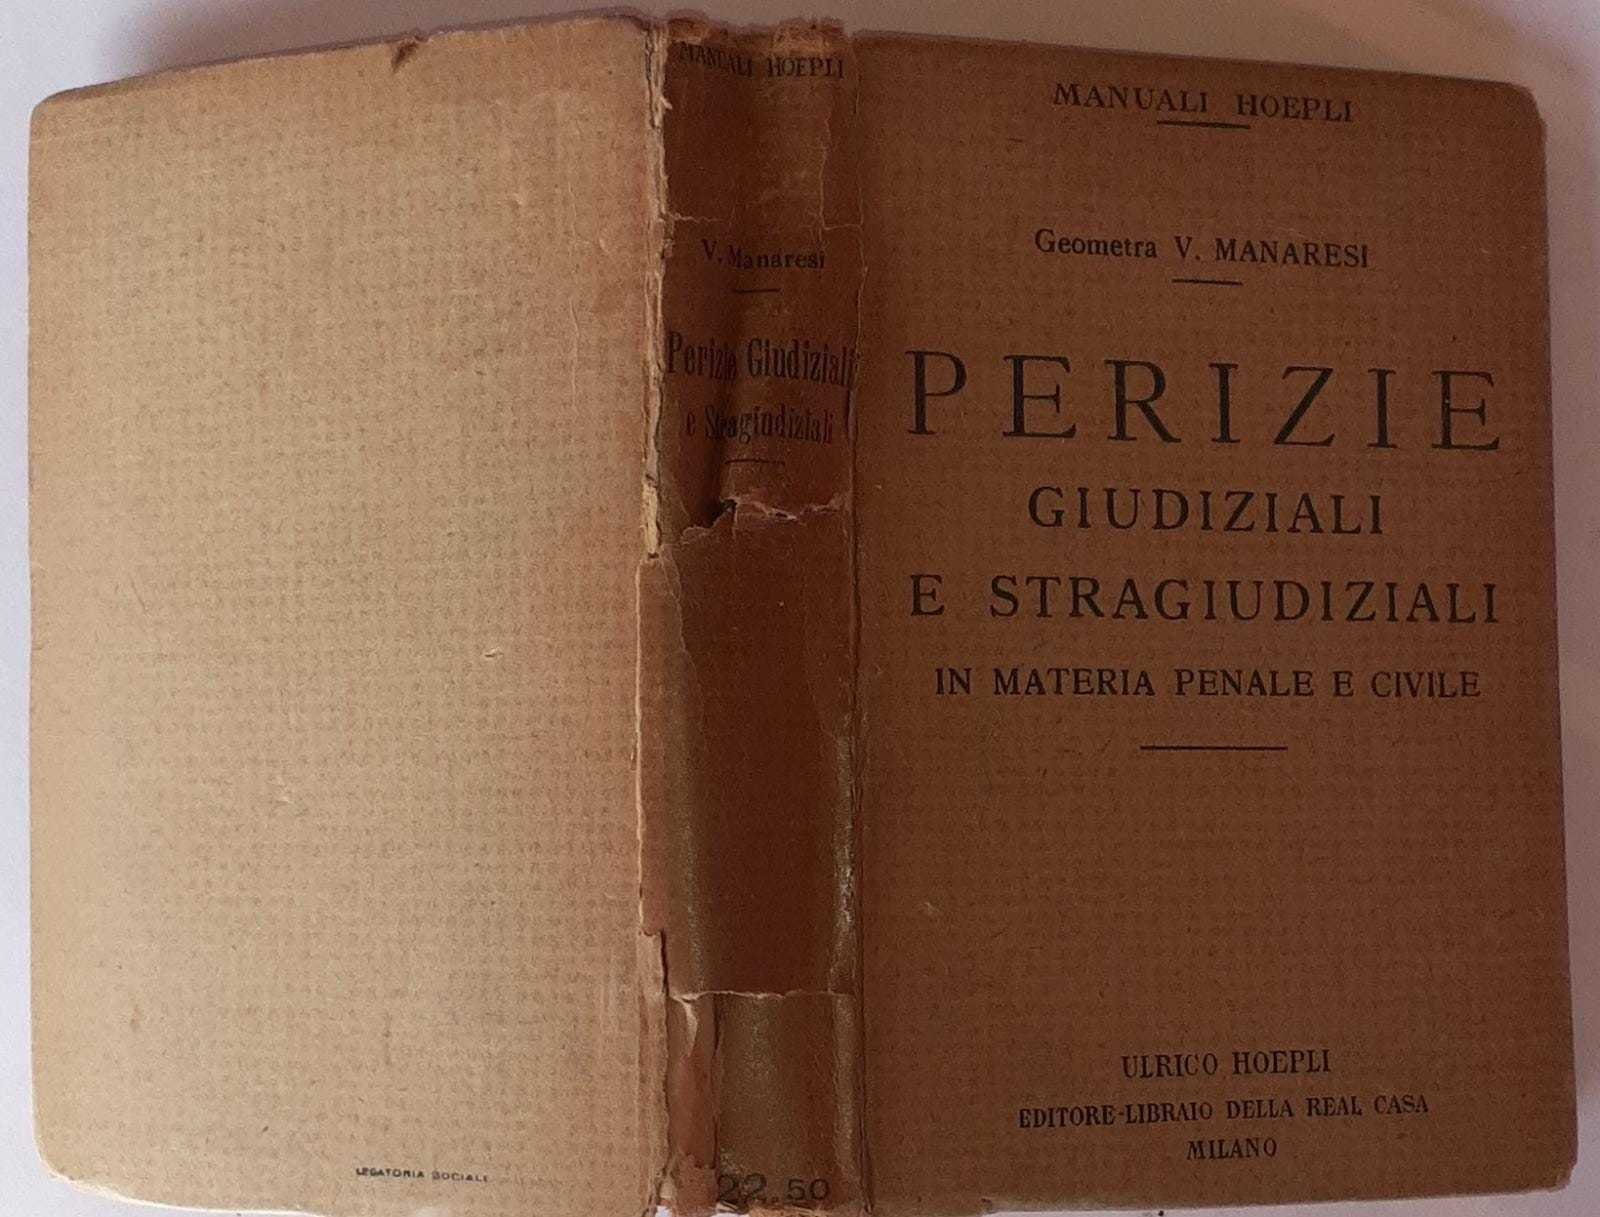 MANUALI HOEPLI
V. Manaresi
Perizie Giudiziali
e Stragiudiziali
22.50
LEGATORIA SOCIALE
MANUALI HOEPLI
Geometra V. MANARESI
PERIZIE
GIUDIZIALI
E STRAGIUDIZIALI
IN MATERIA PENALE E CIVILE
ULRICO HOEPLI
EDITORE-LIBRAIO DELLA REAL CASA
MILANO